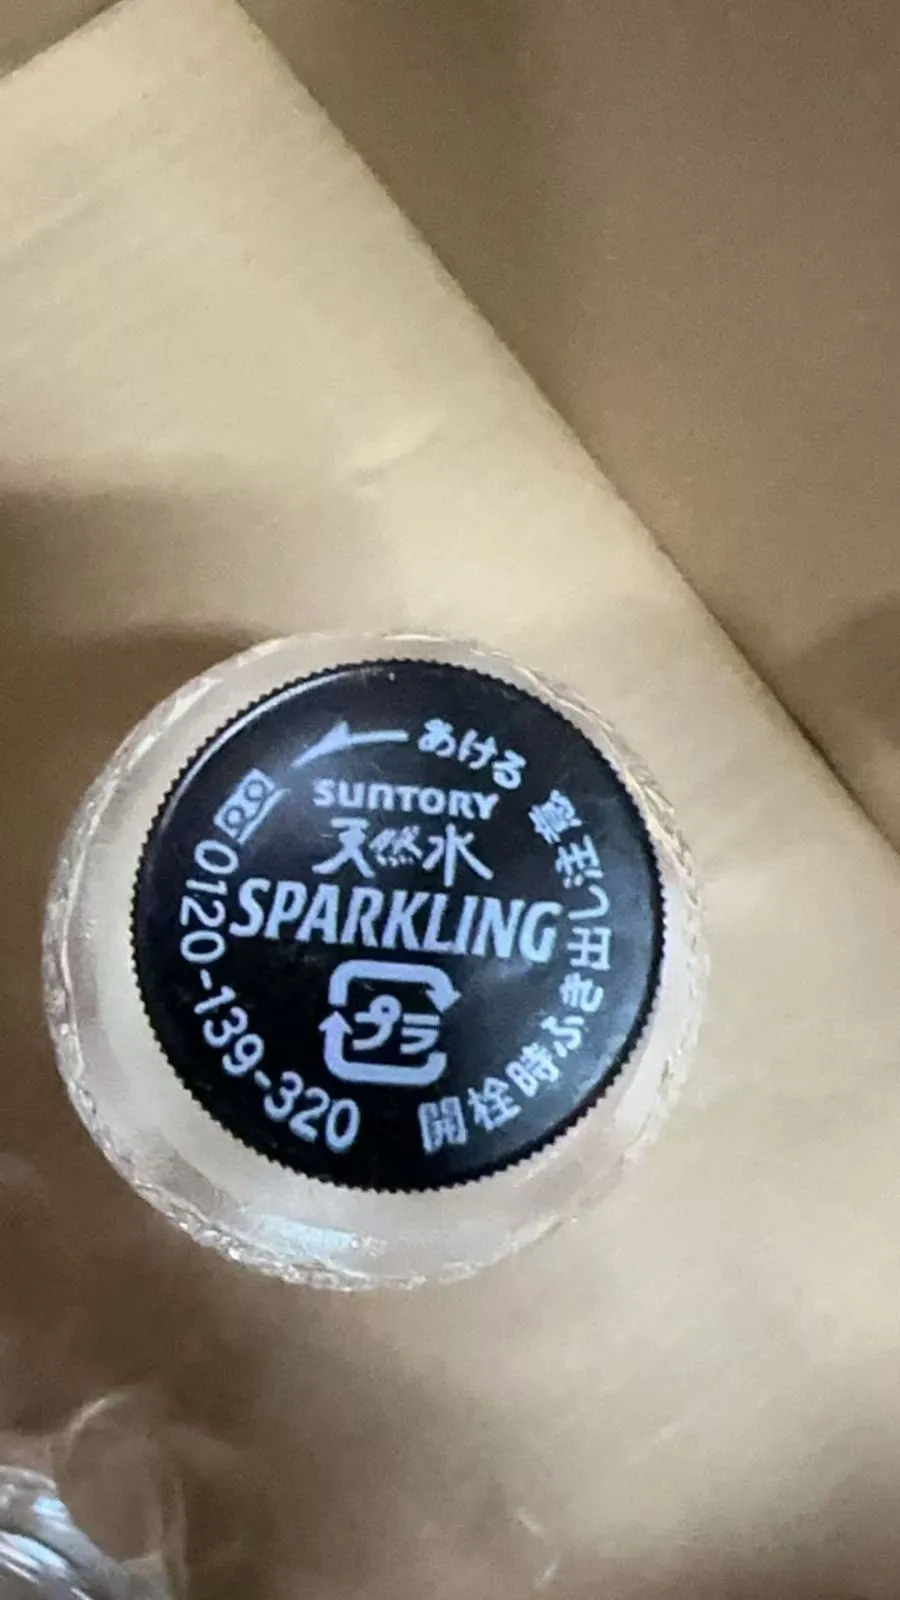 あける
SUNTORY
天然水
SPARKLING
プラ
0120-139-320
開栓時ふき出し注意